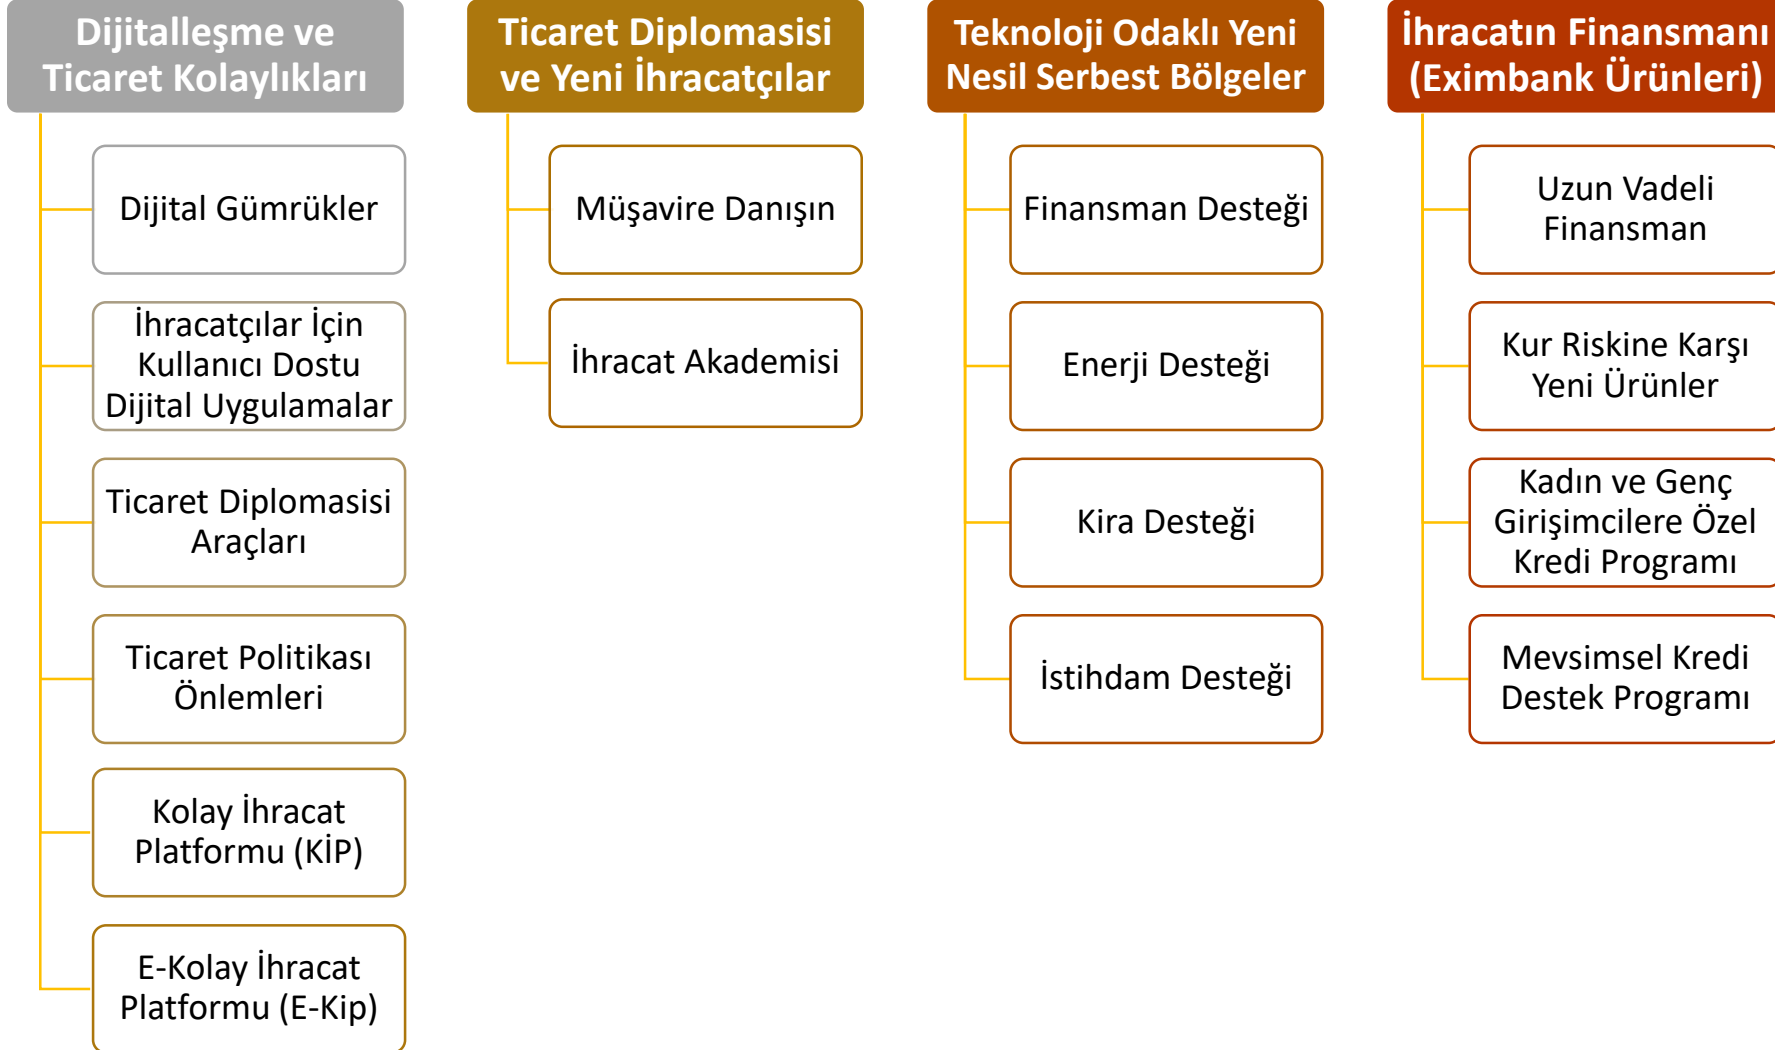 Dijitalleşme ve
Ticaret Kolaylıkları
Dijital Gümrükler
İhracatçılar İçin
Kullanıcı Dostu
Dijital Uygulamalar
Ticaret Diplomasisi
Araçları
Ticaret Politikası
Önlemleri
Kolay İhracat
Platformu (KİP)
E-Kolay İhracat
Platformu (E-Kip)
Ticaret Diplomasisi
ve Yeni İhracatçılar
Müşavire Danışın
İhracat Akademisi
Teknoloji Odaklı Yeni
Nesil Serbest Bölgeler
Finansman Desteği
Enerji Desteği
Kira Desteği
İstihdam Desteği
İhracatın Finansmanı
(Eximbank Ürünleri)
Uzun Vadeli
Finansman
Kur Riskine Karşı
Yeni Ürünler
Kadın ve Genç
Girişimcilere Özel
Kredi Programı
Mevsimsel Kredi
Destek Programı